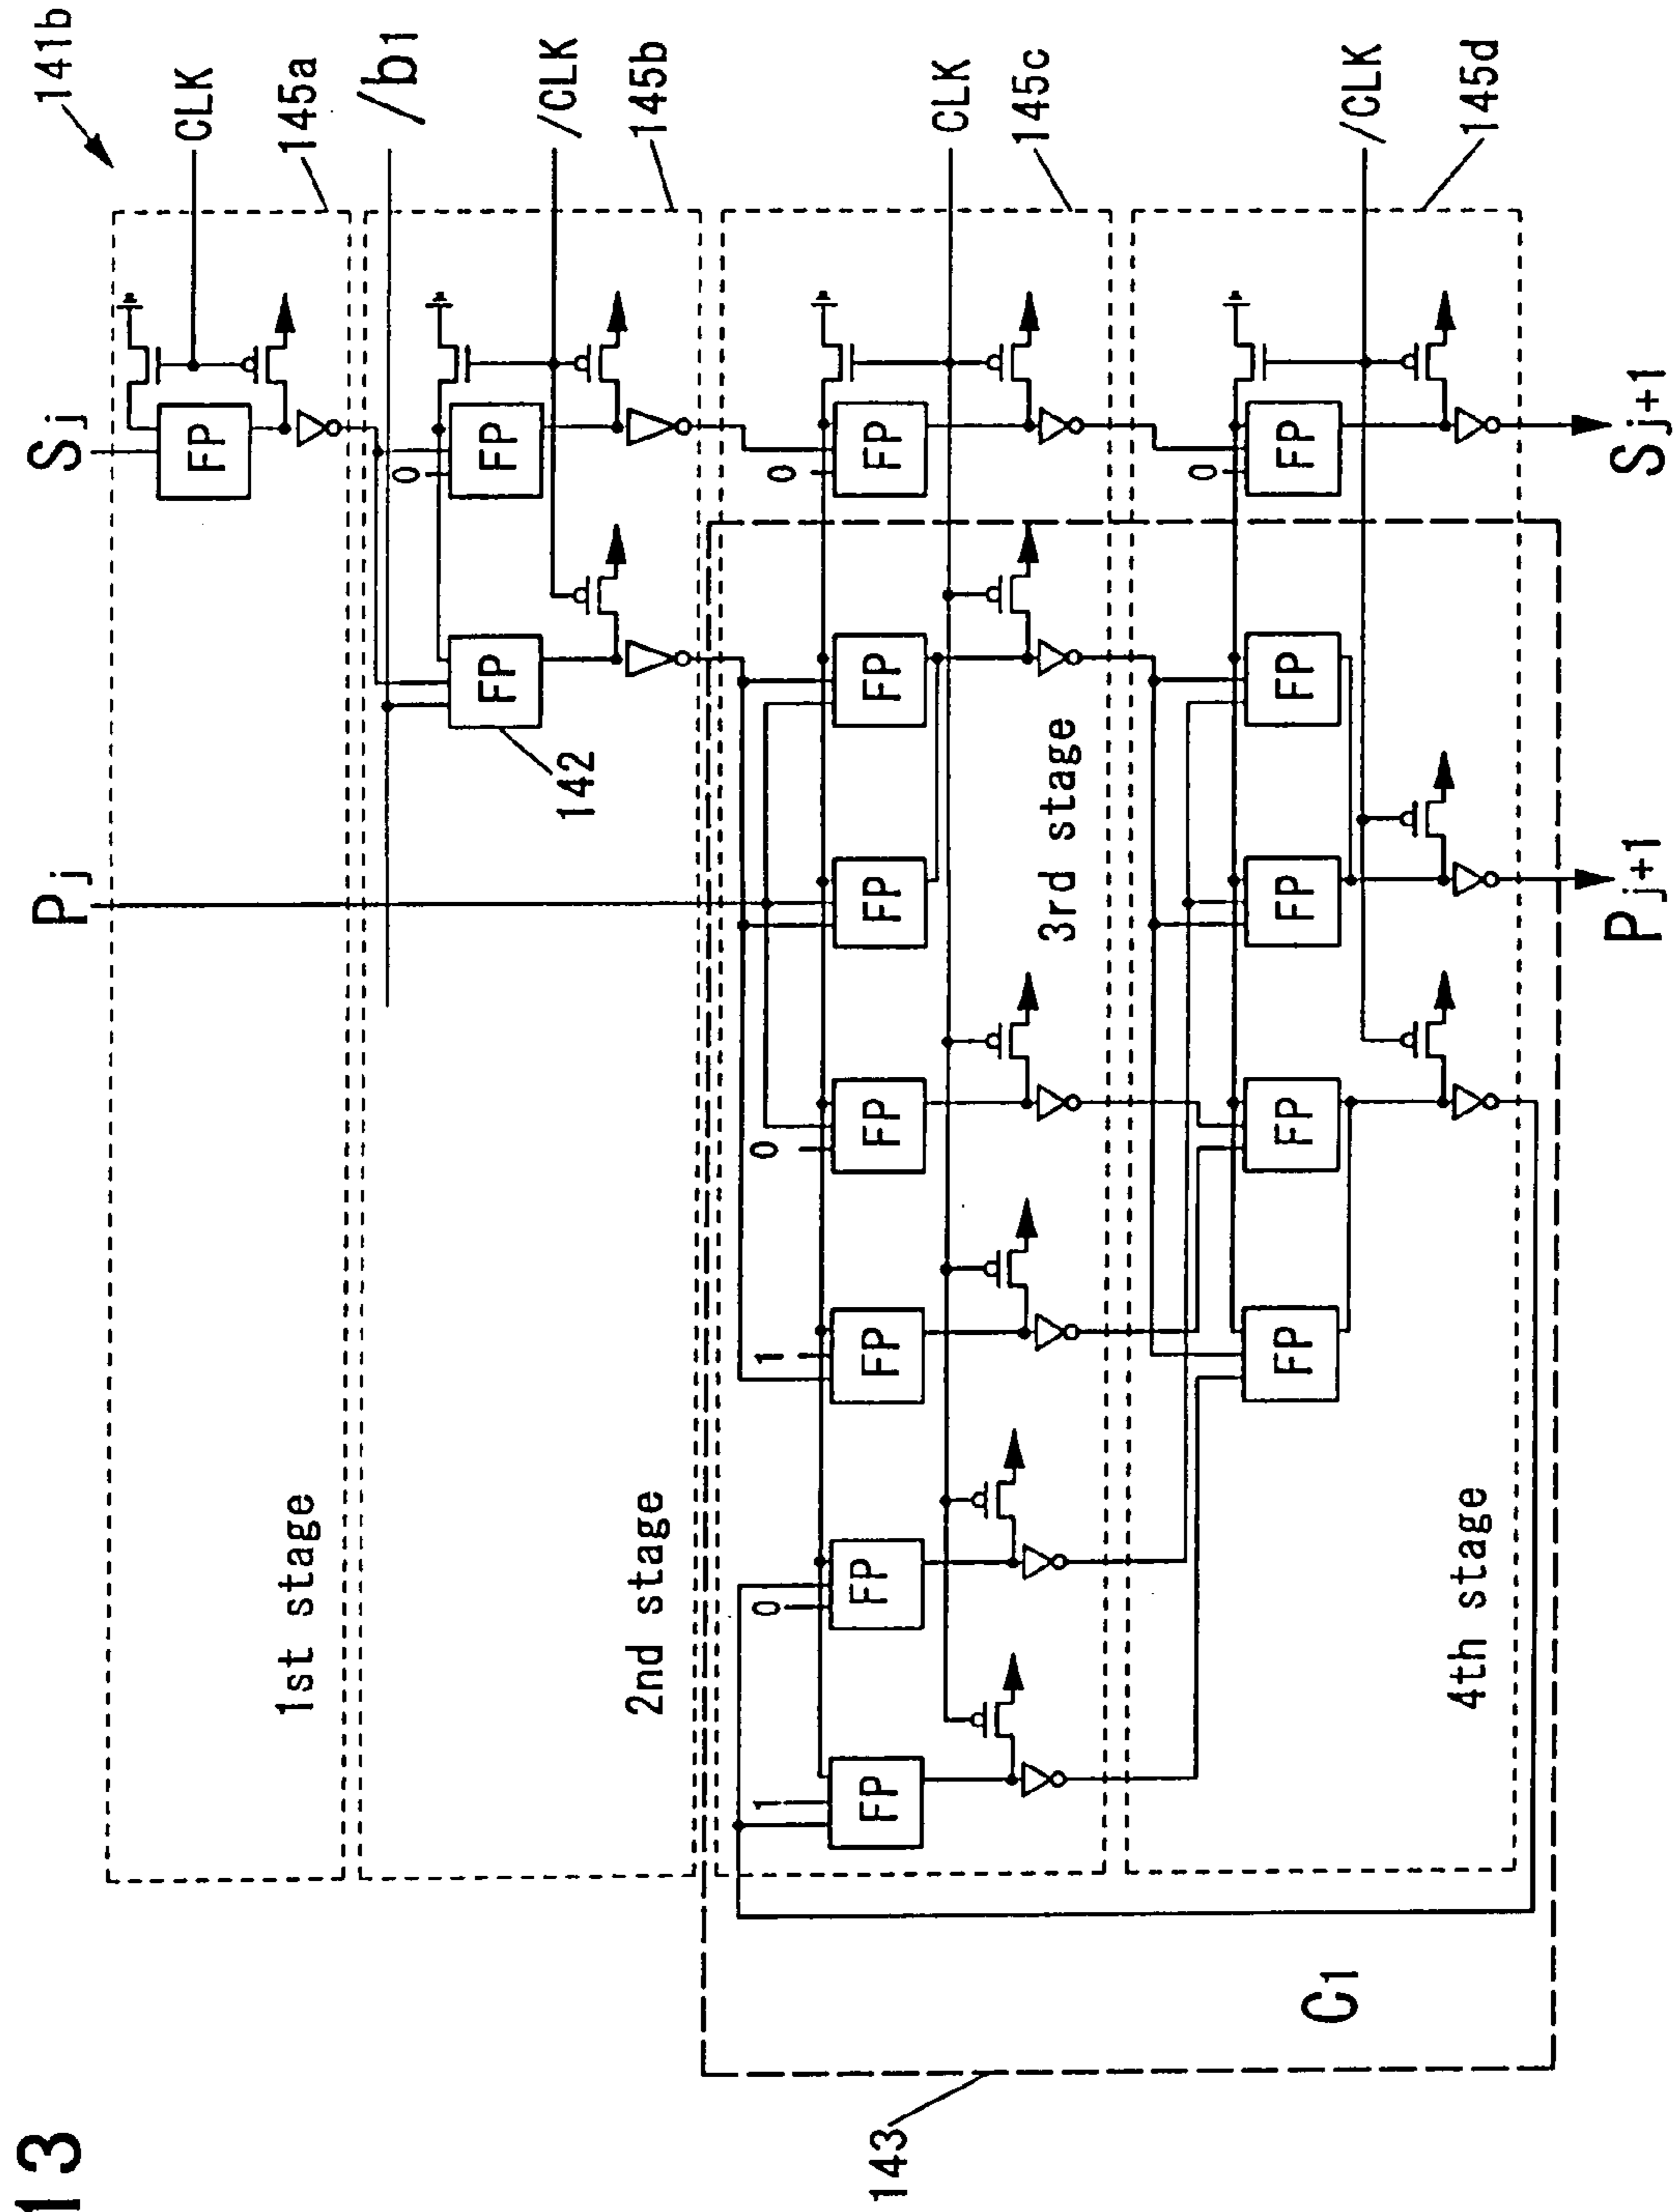 13
141b
CLK
145a
/b1
/CLK
145b
CLK
145c
/CLK
145d
Sj
Pj
FP
1st stage
0
FP
FP
142
2nd stage
0
FP
FP
FP
0
FP
1
FP
0
FP
1
FP
3rd stage
0
FP
FP
FP
FP
FP
4th stage
Sj+1
Pj+1
C1
143